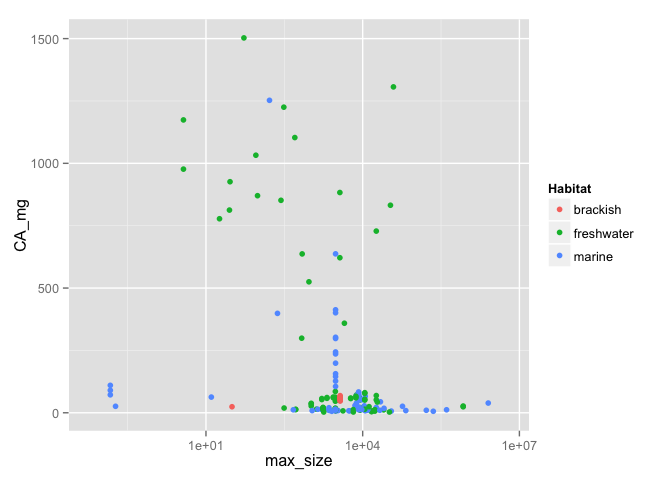 1500
1000
500
0
CA_mg
1e+01
1e+04
1e+07
max_size
Habitat
brackish
freshwater
marine